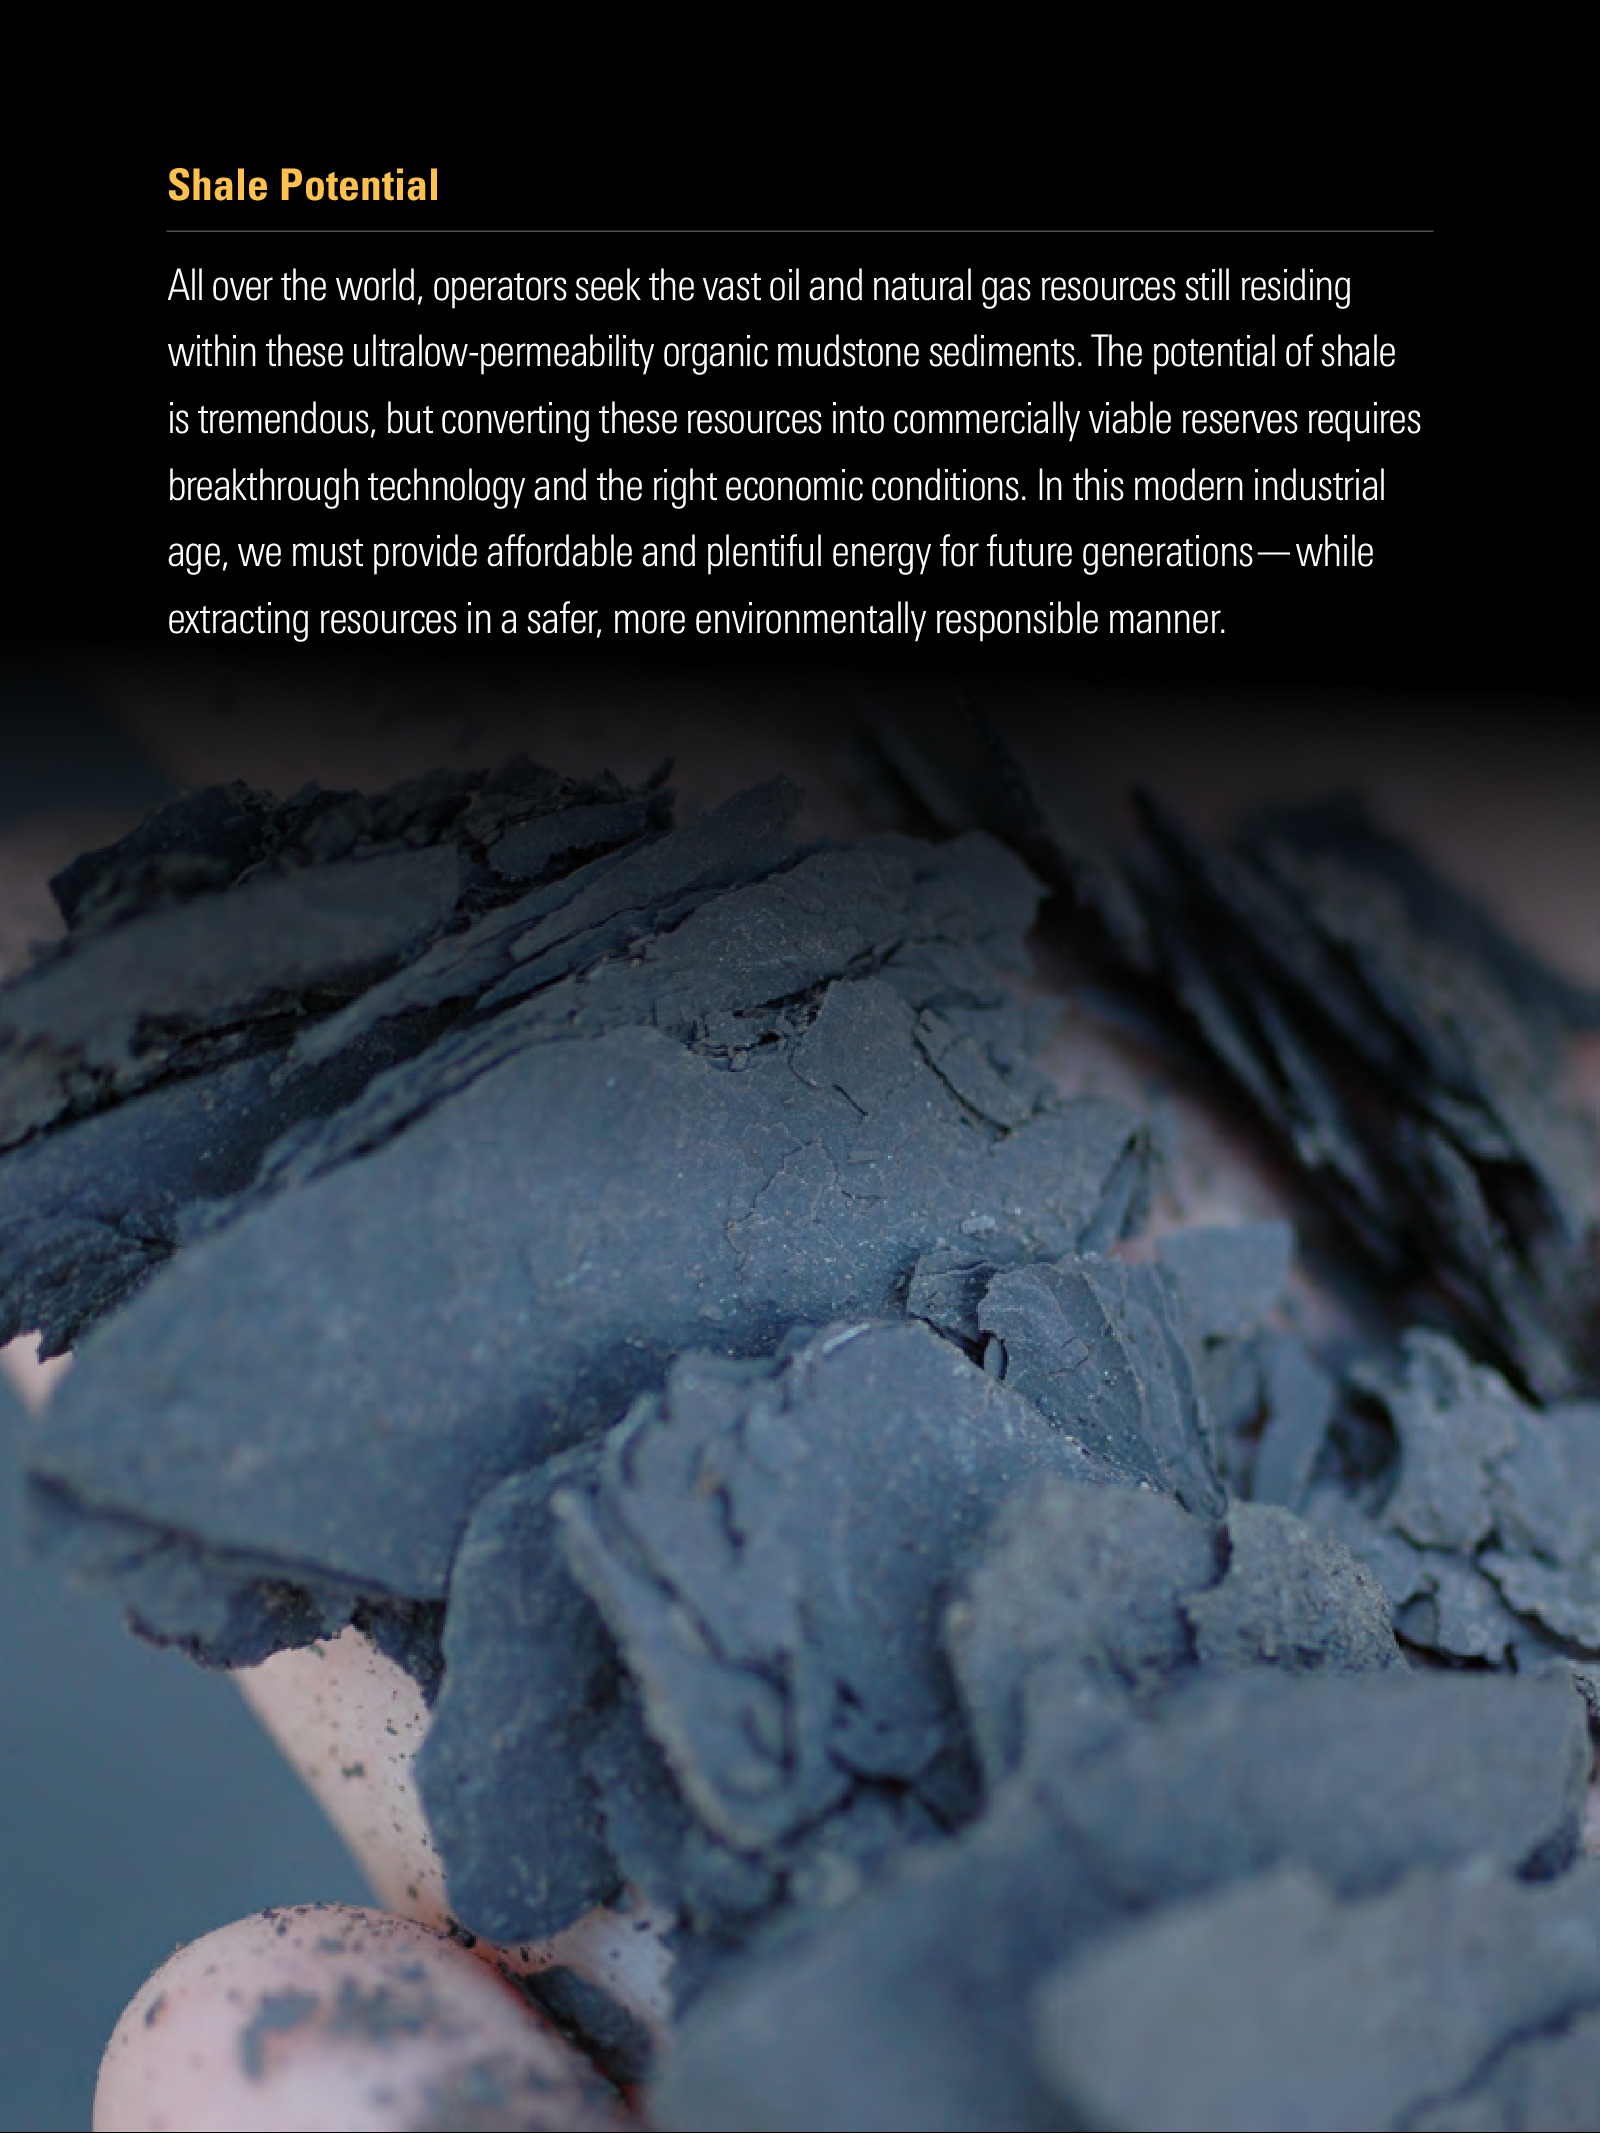 Shale Potential
All over the world, operators seek the vast oil and natural gas resources still residing
within these ultralow-permeability organic mudstone sediments. The potential of shale
is tremendous, but converting these resources into commercially viable reserves requires
breakthrough technology and the right economic conditions. In this modern industrial
age, we must provide affordable and plentiful energy for future generations—while
extracting resources in a safer, more environmentally responsible manner.